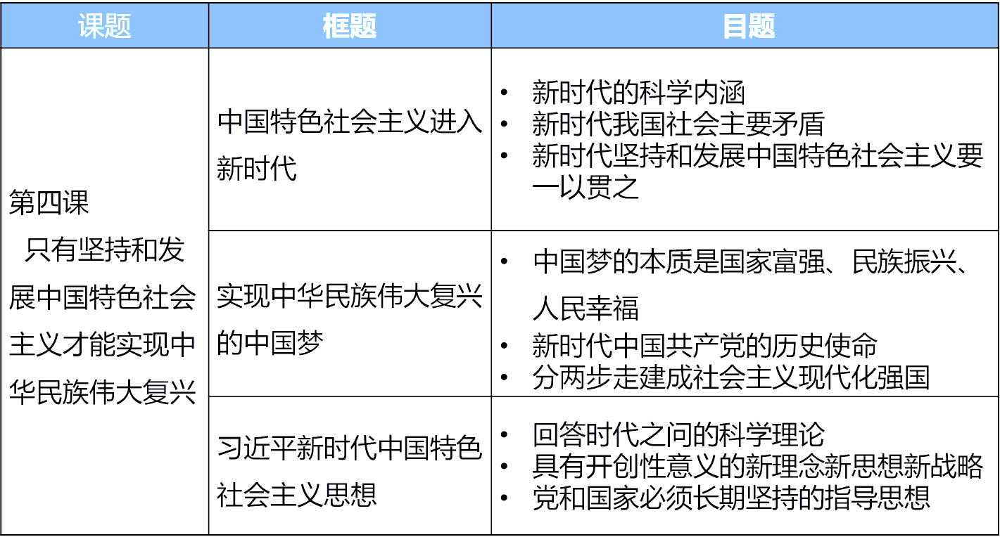 课题
框题
目题
第四课
只有坚持和发
展中国特色社会
主义才能实现中
华民族伟大复兴
中国特色社会主义进入
新时代
• 新时代的科学内涵
• 新时代我国社会主要矛盾
• 新时代坚持和发展中国特色社会主义要
一以贯之
实现中华民族伟大复兴
的中国梦
• 中国梦的本质是国家富强、民族振兴、
人民幸福
• 新时代中国共产党的历史使命
• 分两步走建成社会主义现代化强国
习近平新时代中国特色
社会主义思想
• 回答时代之问的科学理论
• 具有开创性意义的新理念新思想新战略
• 党和国家必须长期坚持的指导思想